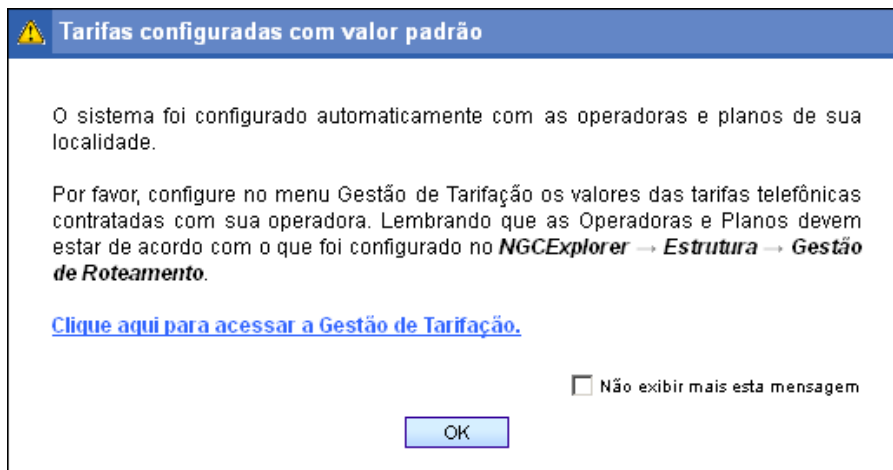 Tarifas configuradas com valor padrão
O sistema foi configurado automaticamente com as operadoras e planos de sua
localidade.
Por favor, configure no menu Gestão de Tarifação os valores das tarifas telefônicas
contratadas com sua operadora. Lembrando que as Operadoras e Planos devem
estar de acordo com o que foi configurado no NGCExplorer → Estrutura → Gestão
de Roteamento.
Clique aqui para acessar a Gestão de Tarifação.
Não exibir mais esta mensagem
OK